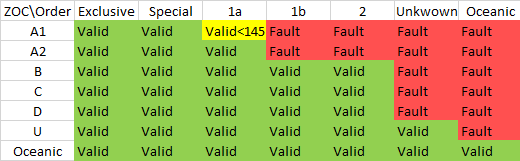 ZOC\Order Exclusive Special 1a 1b 2 Unkwown Oceanic
A1 Valid Valid Valid<145 Fault Fault Fault Fault
A2 Valid Valid Valid Fault Fault Fault Fault
B Valid Valid Valid Valid Valid Fault Fault
C Valid Valid Valid Valid Valid Fault Fault
D Valid Valid Valid Valid Valid Fault Fault
U Valid Valid Valid Valid Valid Valid Fault
Oceanic Valid Valid Valid Valid Valid Valid Valid